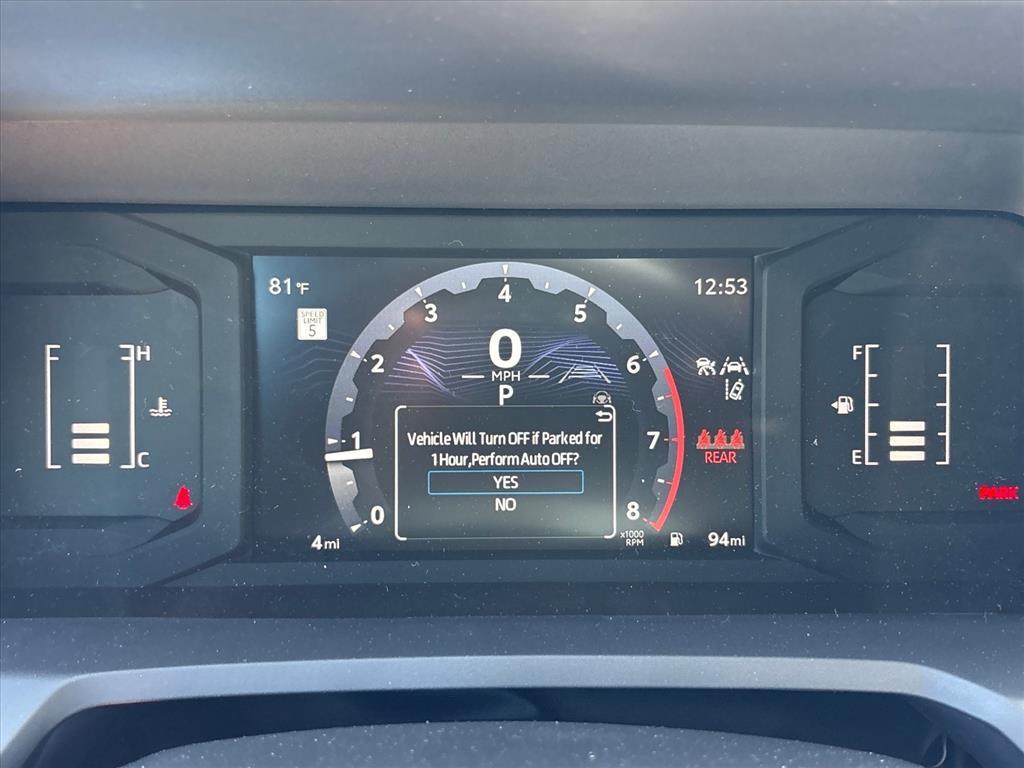 81°F
12:53
SPEED
LIMIT
5
0
MPH
P
0
1
2
3
4
5
6
7
8
x1000
RPM
F
H
C
F
E
Vehicle Will Turn OFF if Parked for
1 Hour,Perform Auto OFF?
YES
NO
REAR
PARK
4mi
94mi